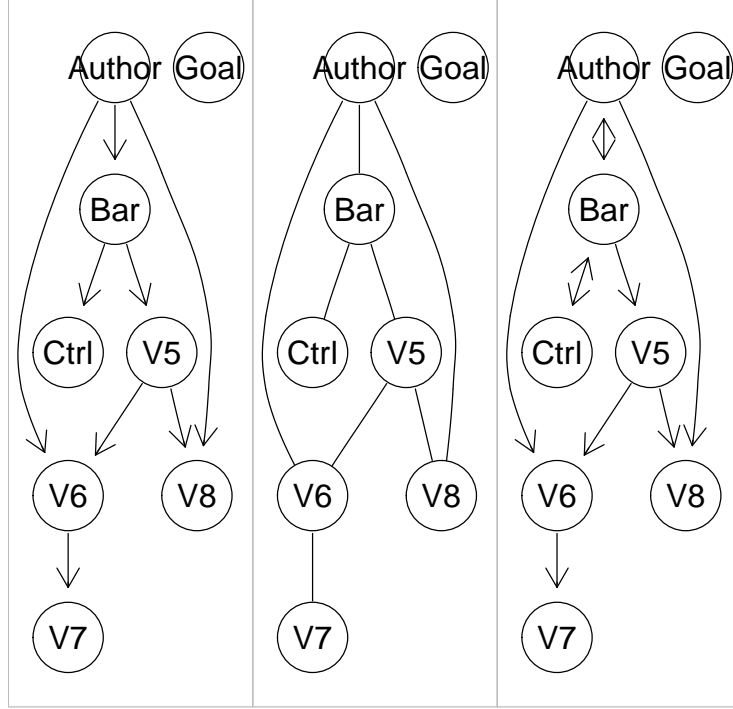 Author Goal
Bar
Ctrl V5
V6 V8
V7
Author Goal
Bar
Ctrl V5
V6 V8
V7
Author Goal
Bar
Ctrl V5
V6 V8
V7